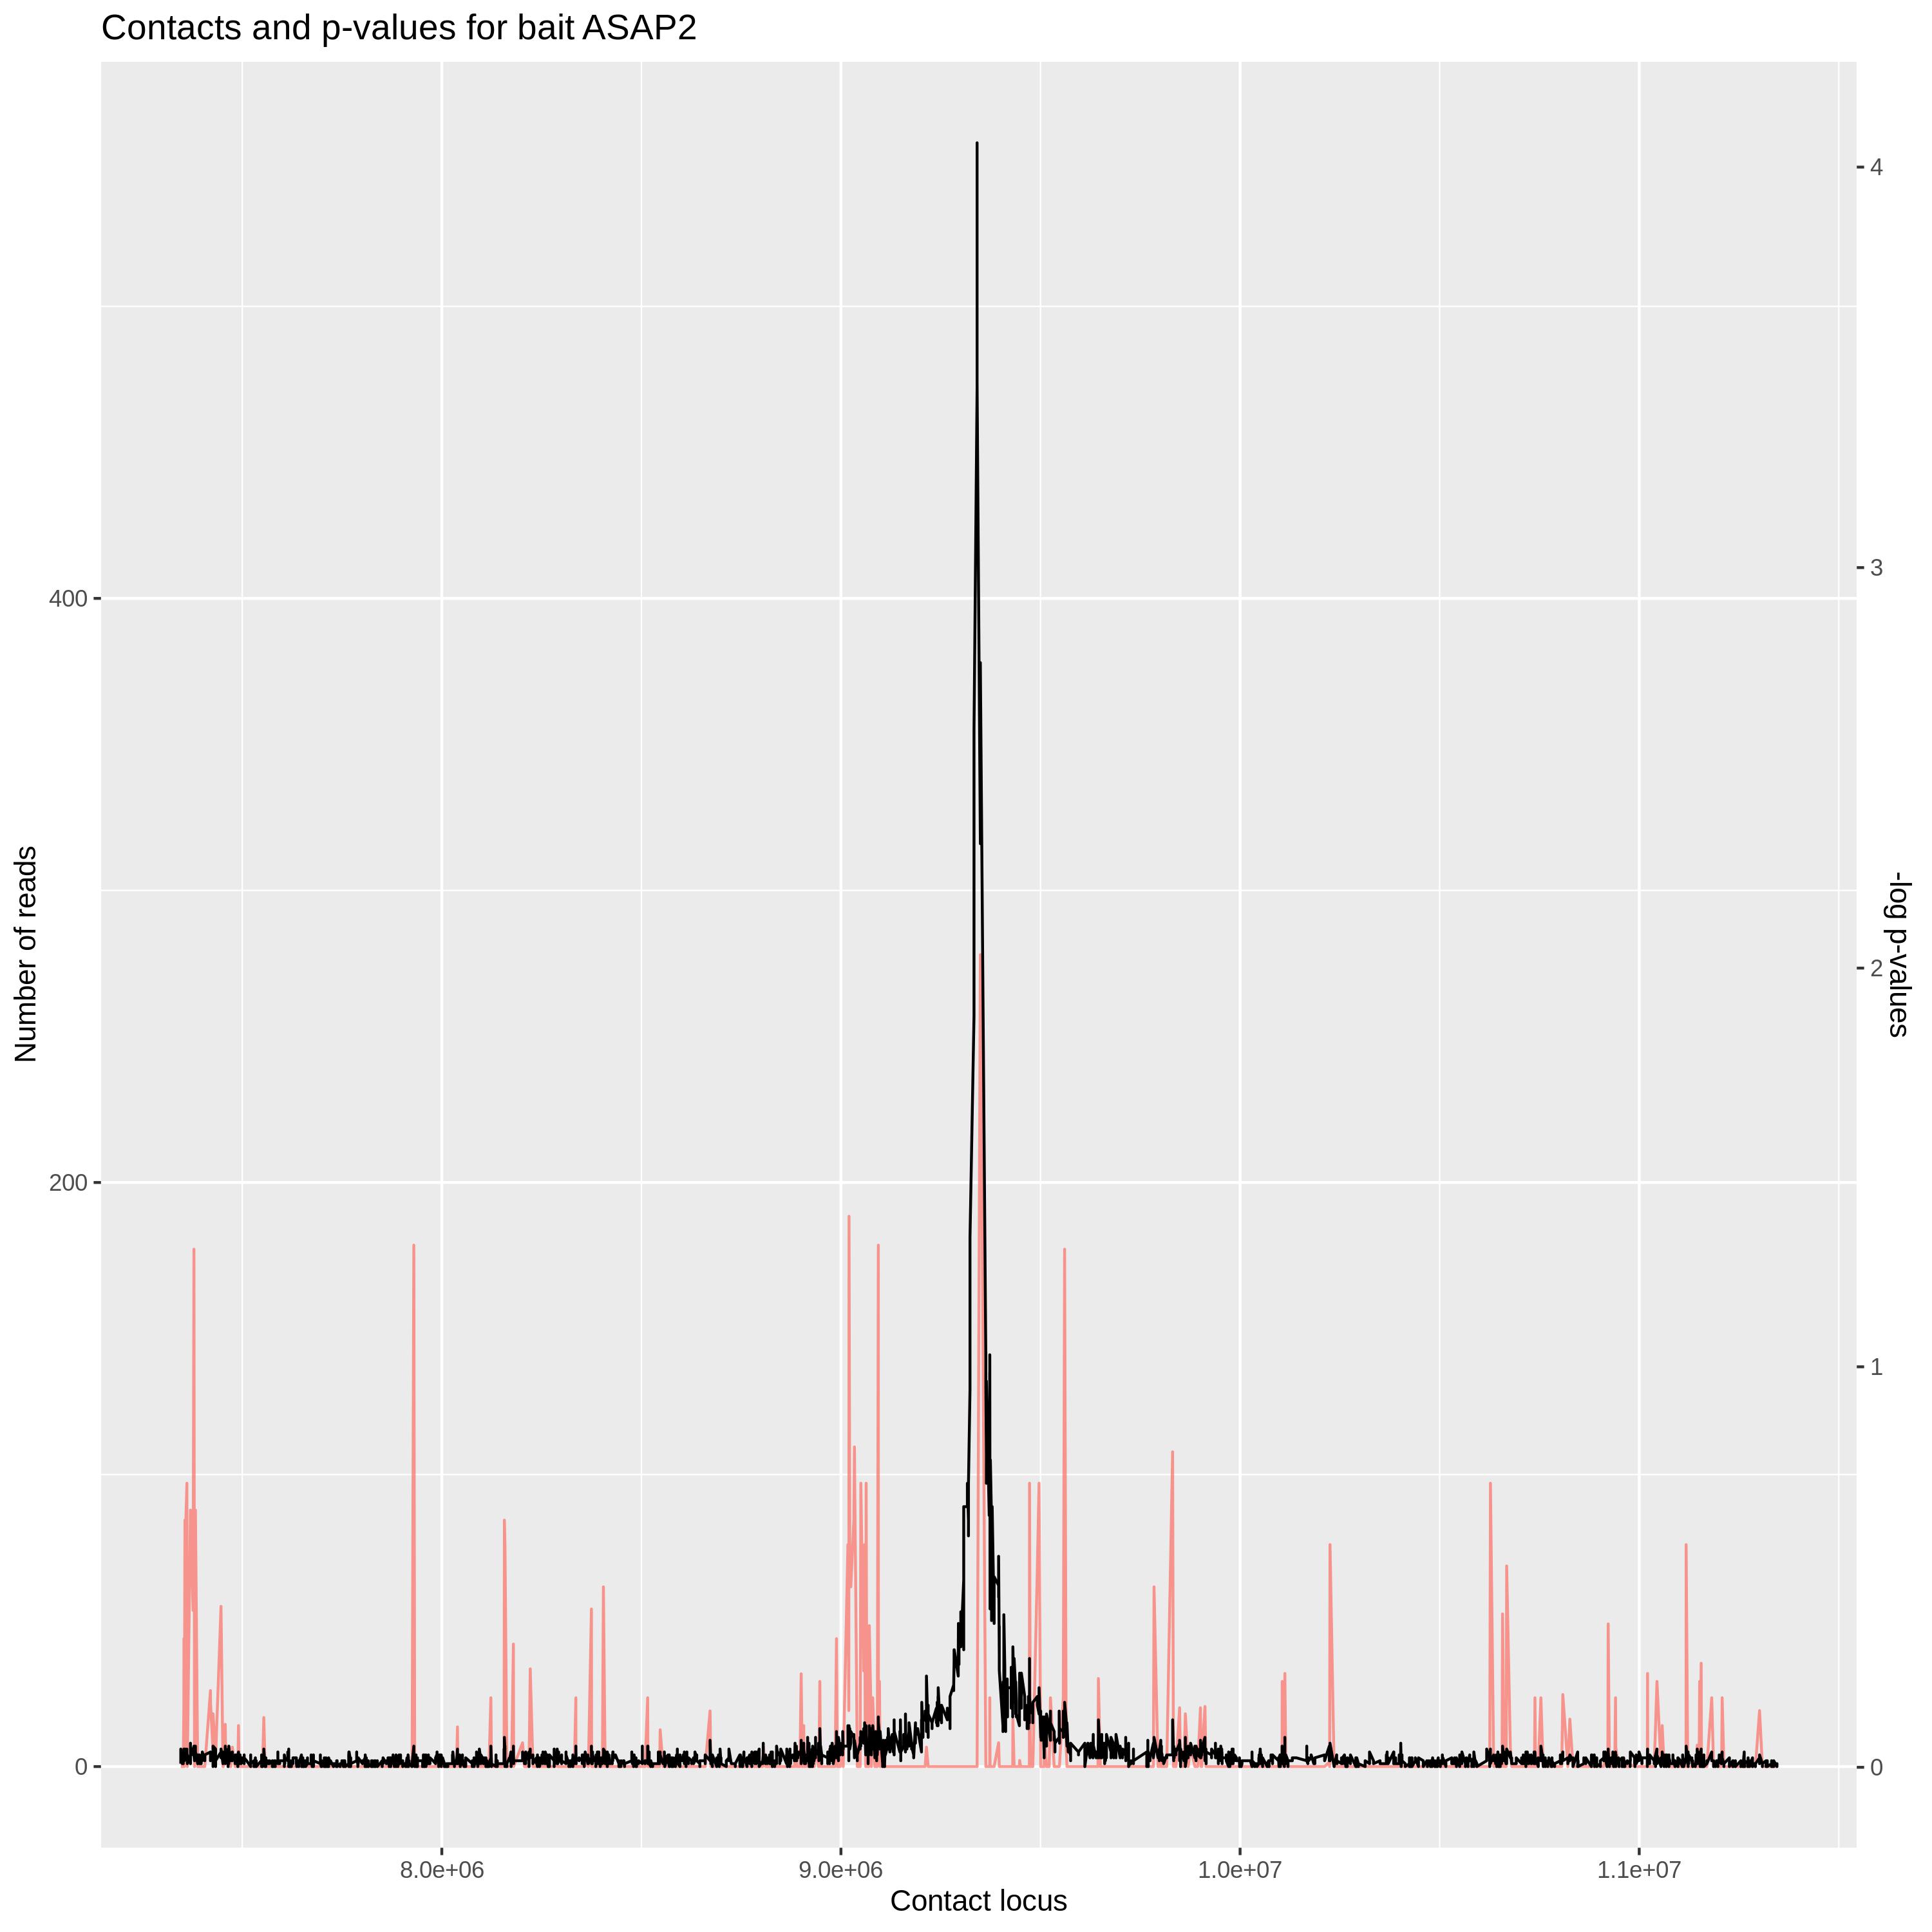 Contacts and p-values for bait ASAP2
Number of reads
400
200
0
4
3
2
1
0
-log p-values
8.0e+06
9.0e+06
1.0e+07
1.1e+07
Contact locus